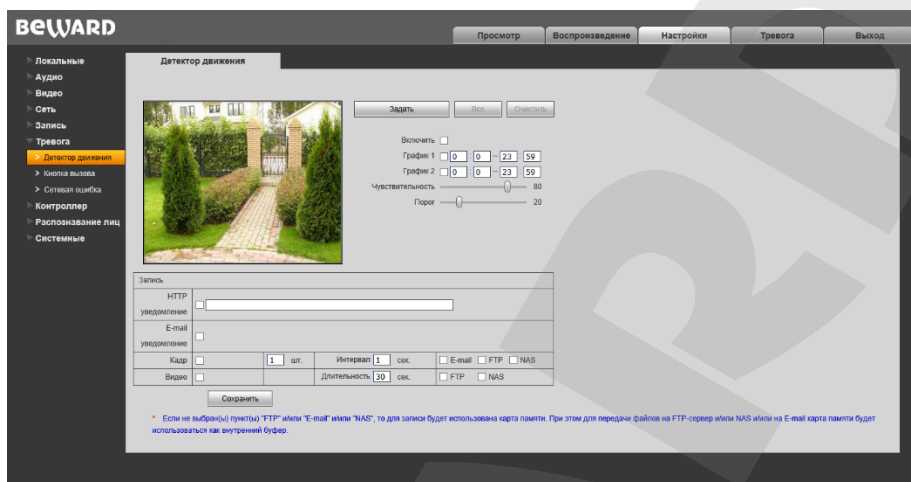 BEWARD
Просмотр Воспроизведение Настройки Тревога Выход
Локальные
Аудио
Видео
Сеть
Запись
Тревога
Детектор движения
Кнопка вызова
Сетевая ошибка
Контроллер
Распознавание лиц
Системные
Детектор движения
Задать Все Очистить
Включить
График 1 0 : 0 – 23 : 59
График 2 0 : 0 – 23 : 59
Чувствительность 80
Порог 20
Запись
HTTP
уведомление
E-mail
уведомление
Кадр 1 шт. Интервал 1 сек. E-mail FTP NAS
Видео Длительность 30 сек. FTP NAS
Сохранить
* Если не выбран(ы) пункт(ы) "FTP" и/или "E-mail" и/или "NAS", то для записи будет использована карта памяти. При этом для передачи файлов на FTP-сервер и/или NAS и/или на E-mail карта памяти будет
использоваться как внутренний буфер.